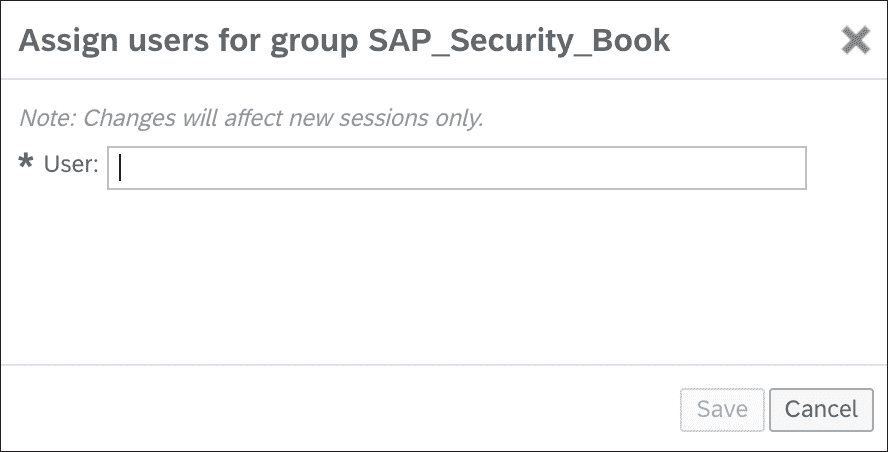 Assign users for group SAP_Security_Book
Note: Changes will affect new sessions only.
* User:
Save Cancel